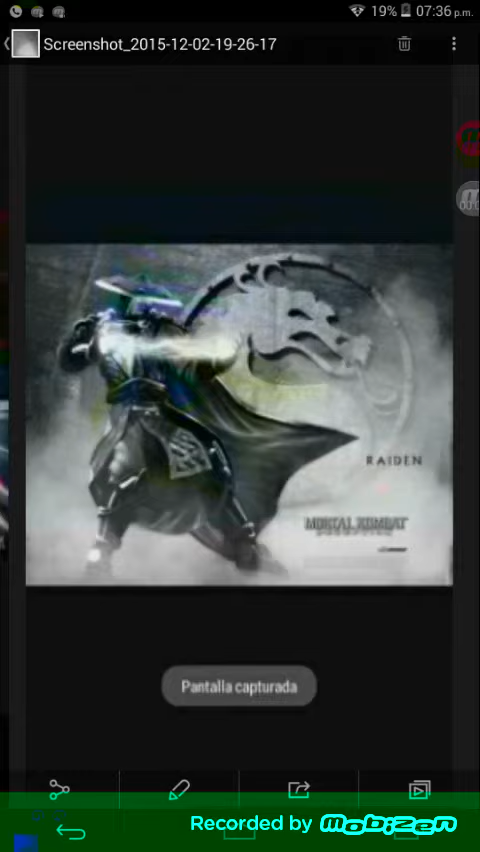 19% 07:36 p.m.
Screenshot_2015-12-02-19-26-17
RAIDEN
MORTAL KOMBAT
Pantalla capturada
Recorded by mobizen